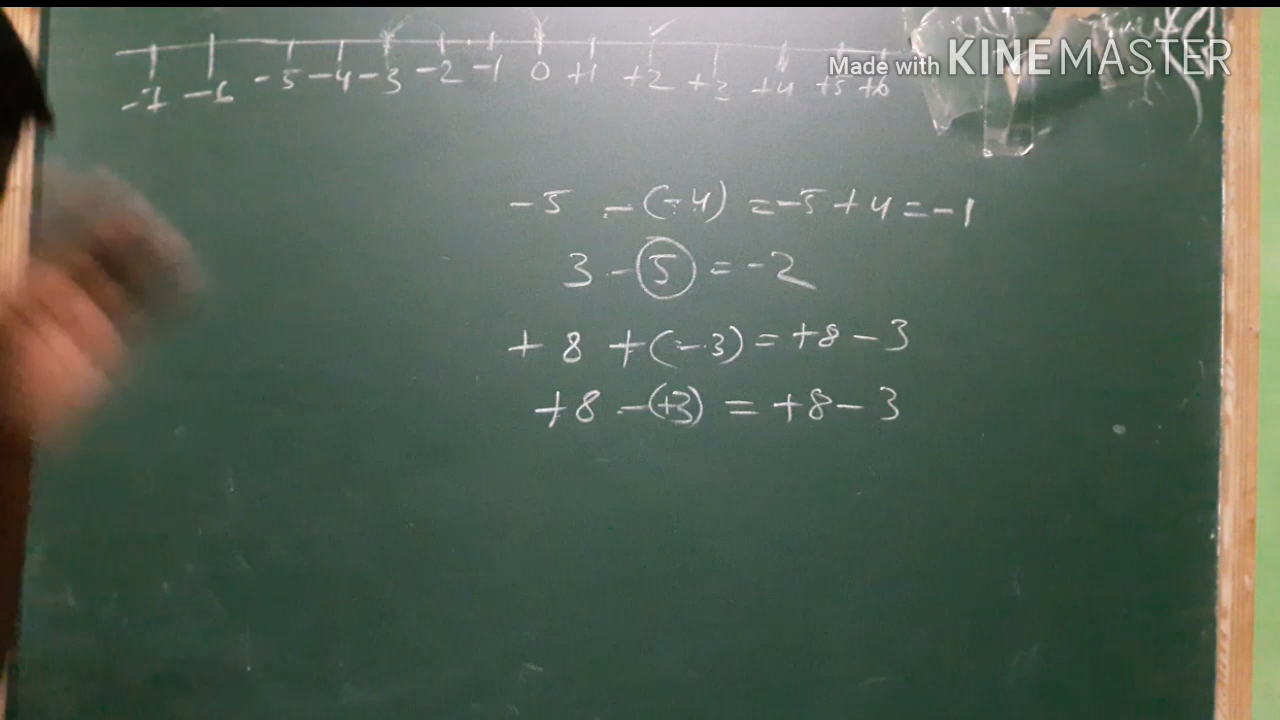 Made with KINEMASTER
-7 -6 -5 -4 -3 -2 -1 0 +1 +2 +3 +4 +5 +6
-5 -(-4) = -5 + 4 = -1
3 - 5 = -2
+8 +(-3) = +8 - 3
+8 -(+3) = +8 - 3